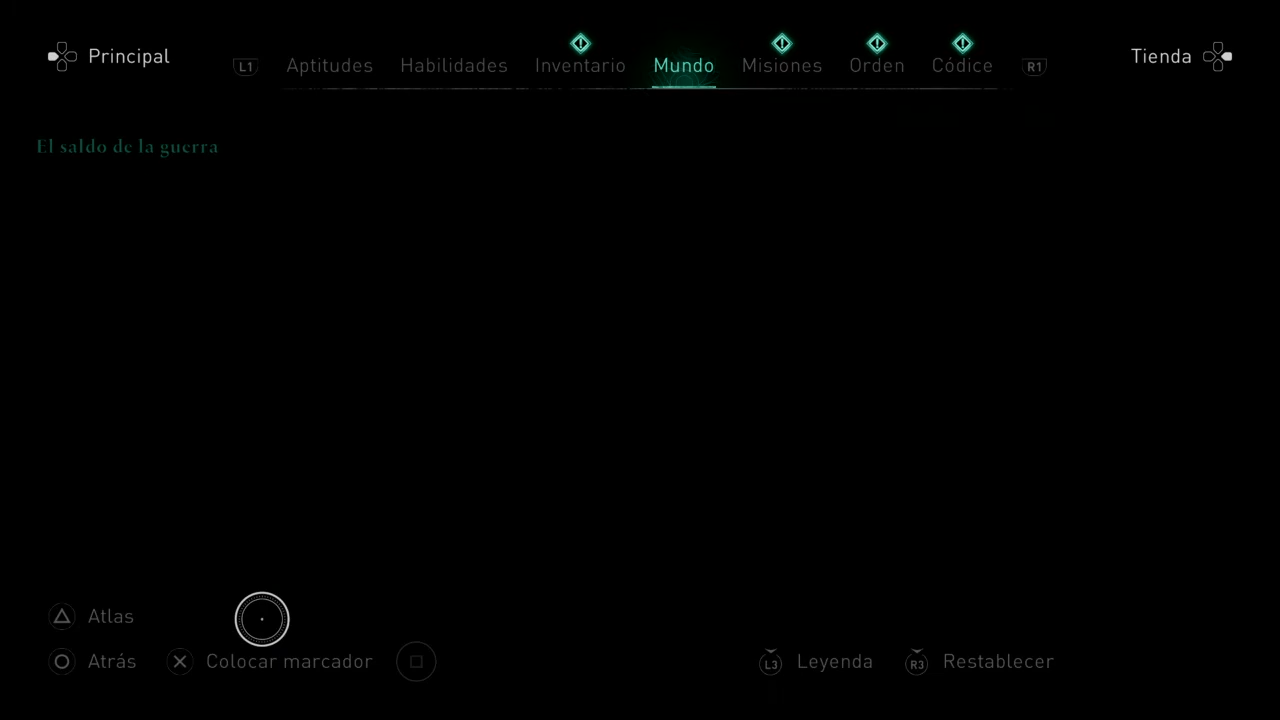 Principal
L1 Aptitudes Habilidades Inventario Mundo Misiones Orden Códice R1
Tienda
El saldo de la guerra
Atlas
Atrás Colocar marcador L3 Leyenda R3 Restablecer